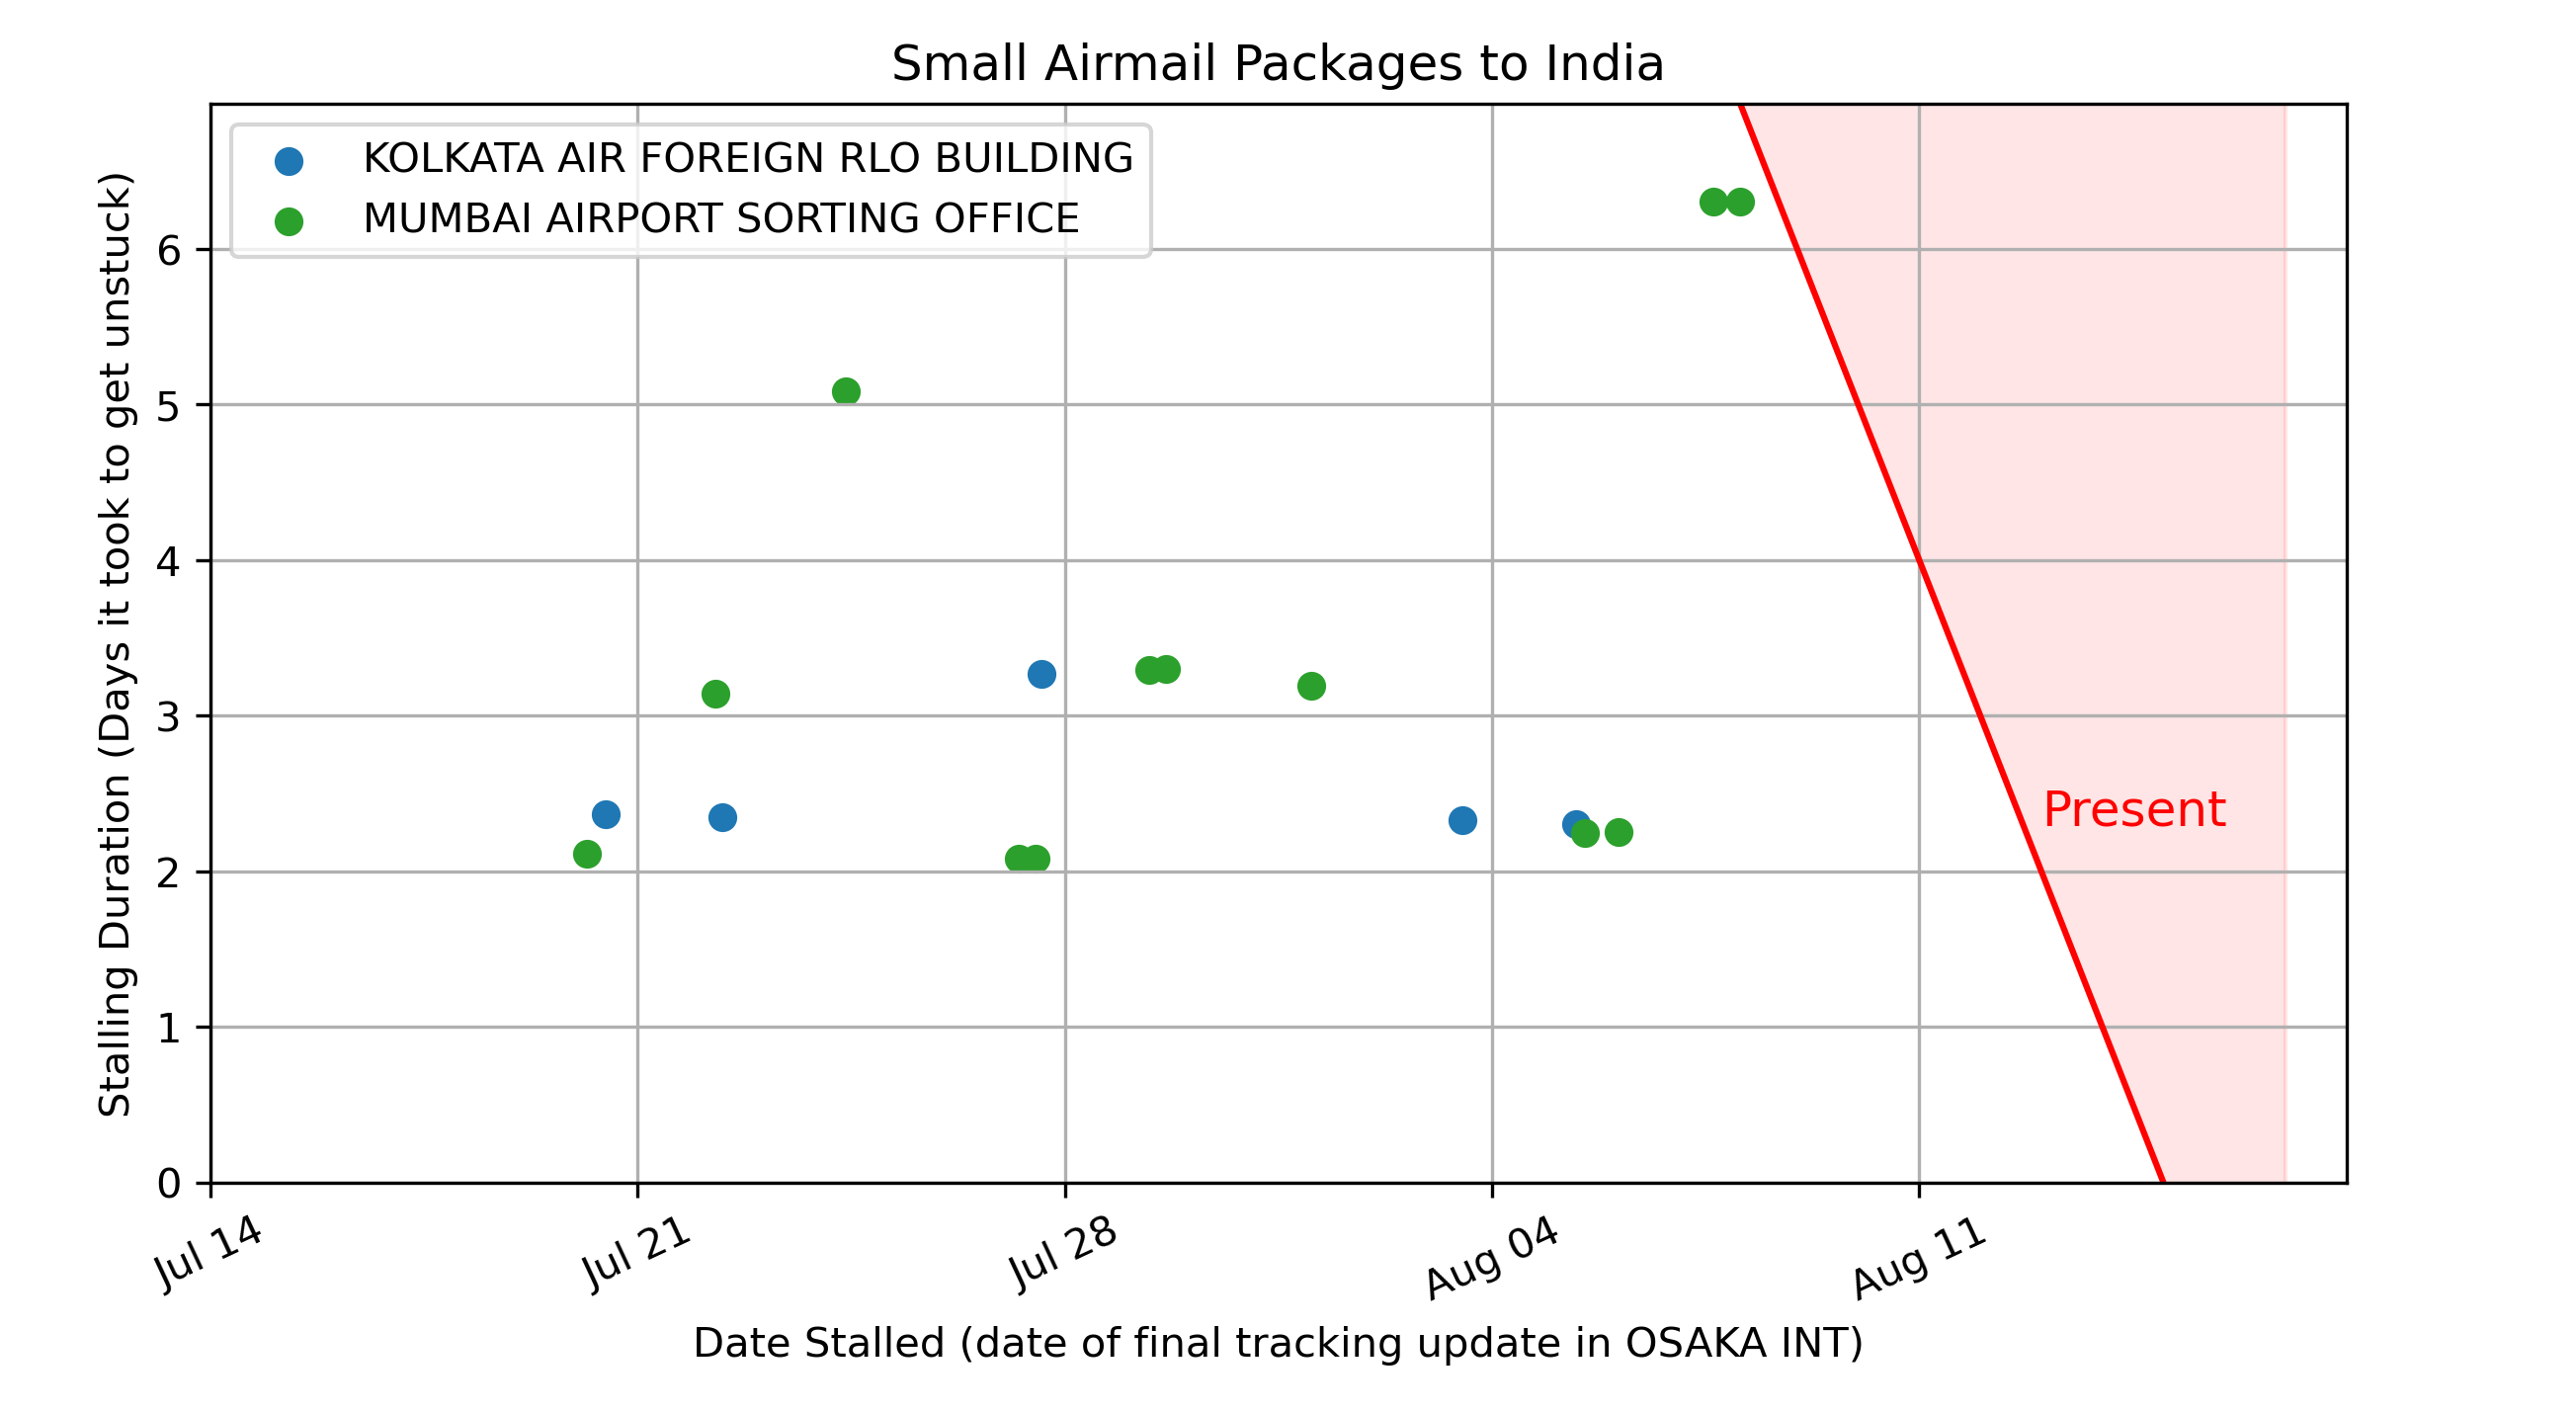 Small Airmail Packages to India
KOLKATA AIR FOREIGN RLO BUILDING
MUMBAI AIRPORT SORTING OFFICE
Stalling Duration (Days it took to get unstuck)
6
5
4
3
2
1
0
Present
Jul 14
Jul 21
Jul 28
Aug 04
Aug 11
Date Stalled (date of final tracking update in OSAKA INT)